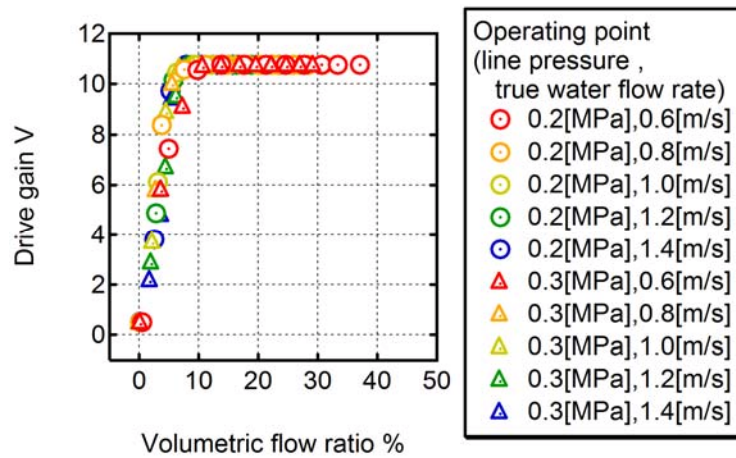 12
10
8
6
4
2
0
Drive gain V
0 10 20 30 40 50
Volumetric flow ratio %
Operating point
(line pressure ,
true water flow rate)
0.2[MPa],0.6[m/s]
0.2[MPa],0.8[m/s]
0.2[MPa],1.0[m/s]
0.2[MPa],1.2[m/s]
0.2[MPa],1.4[m/s]
0.3[MPa],0.6[m/s]
0.3[MPa],0.8[m/s]
0.3[MPa],1.0[m/s]
0.3[MPa],1.2[m/s]
0.3[MPa],1.4[m/s]